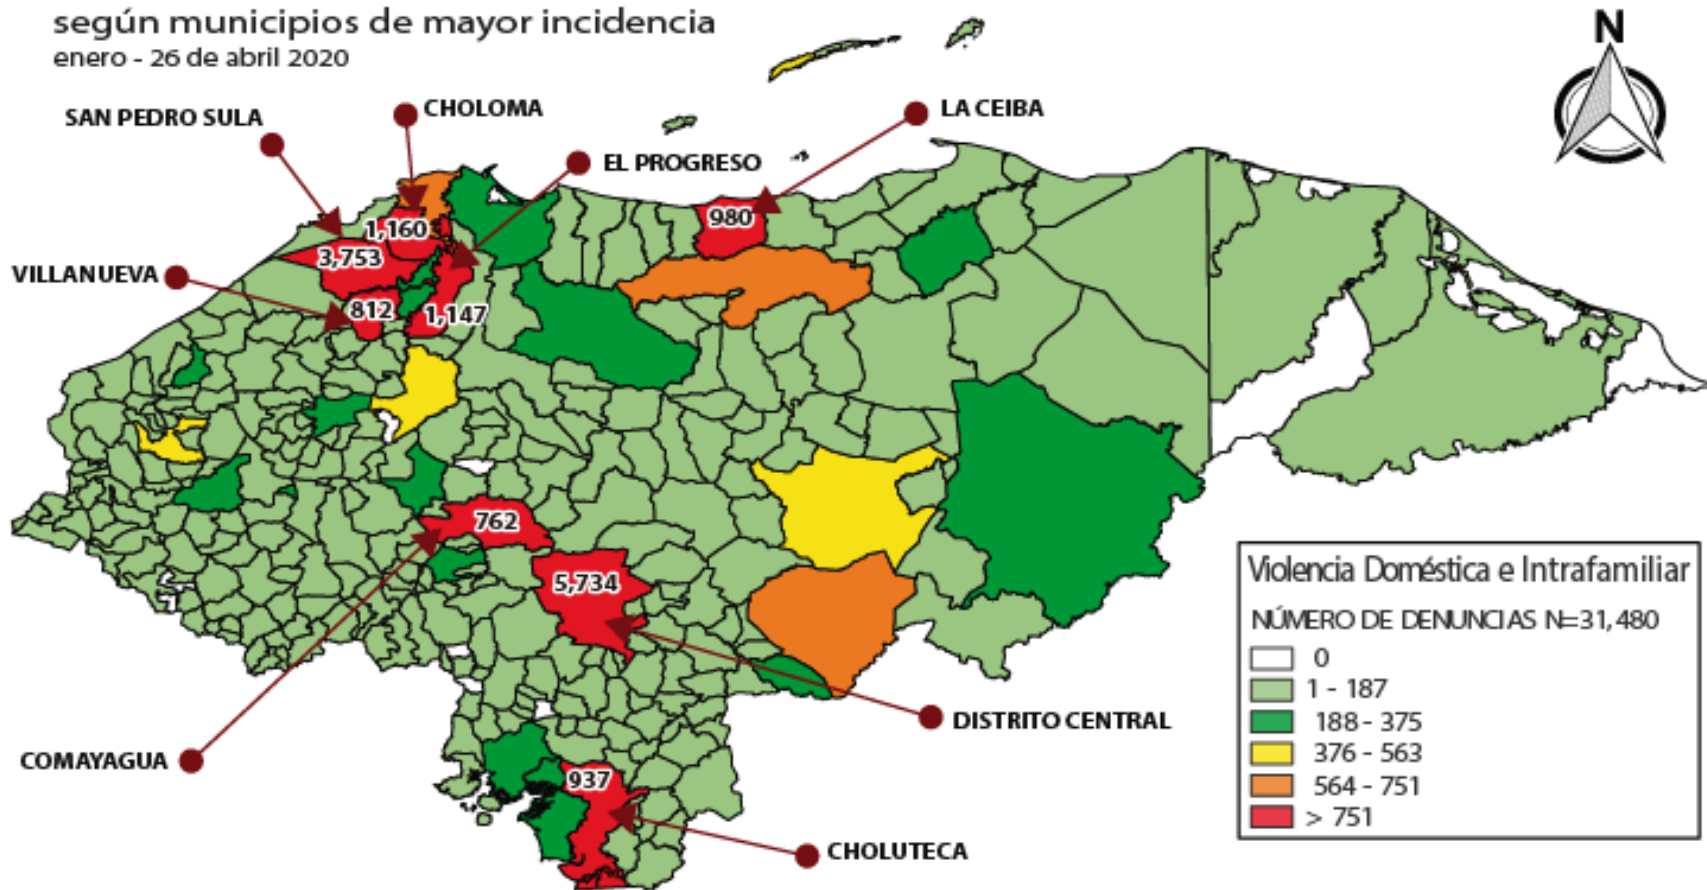 según municipios de mayor incidencia
enero - 26 de abril 2020
N
SAN PEDRO SULA
CHOLOMA
LA CEIBA
EL PROGRESO
VILLANUEVA
1,160
980
3,753
812
1,147
762
5,734
937
COMAYAGUA
DISTRITO CENTRAL
CHOLUTECA
Violencia Doméstica e Intrafamiliar
NÚMERO DE DENUNCIAS N=31,480
0
1 - 187
188 - 375
376 - 563
564 - 751
> 751